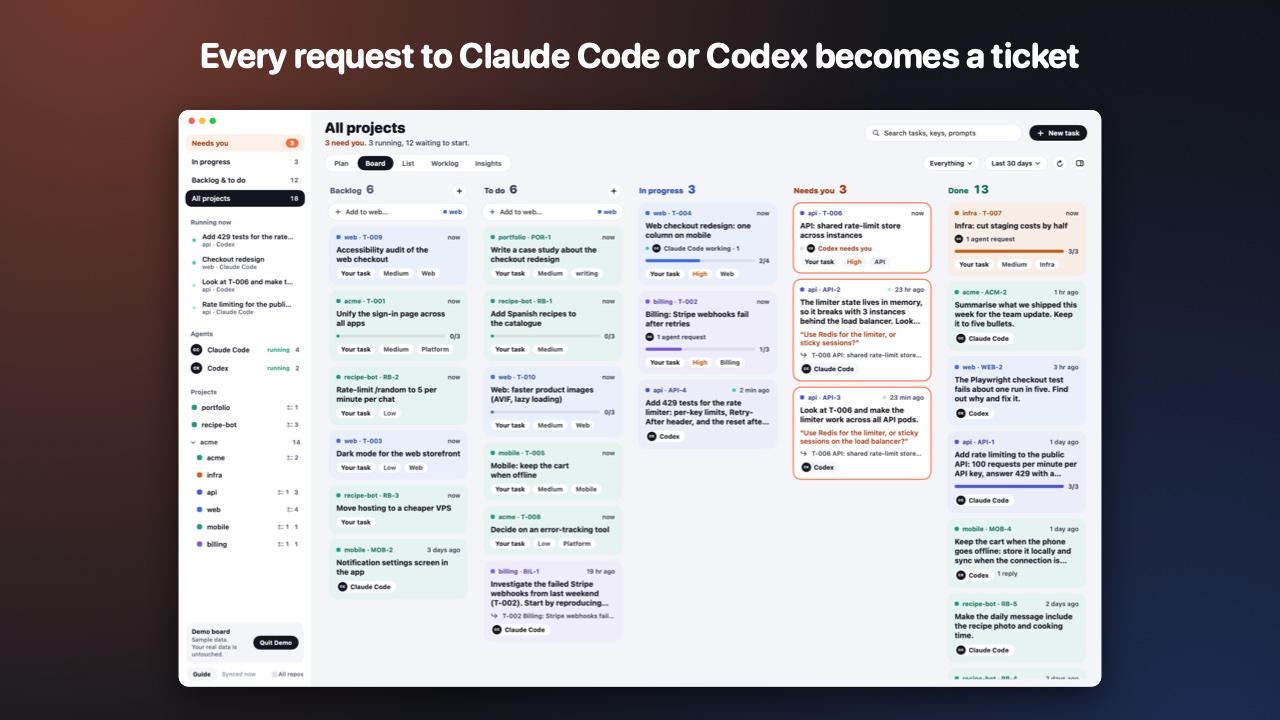 Every request to Claude Code or Codex becomes a ticket
Needs you 3
In progress 3
Backlog & to do 12
All projects 18
Running now
Add 429 tests for the rate...
api · Codex
Checkout redesign
web · Claude Code
Look at T-006 and make t...
api · Codex
Rate limiting for the publi...
api · Claude Code
Agents
Claude Code running 4
Codex running 2
Projects
portfolio 1
recipe-bot 3
acme 14
acme 2
infra
api 1 3
web 4
mobile 1 1
billing 1 1
Demo board
Sample data.
Your real data is
untouched.
Quit Demo
Guide Synced now All repos
All projects
3 need you. 3 running, 12 waiting to start.
Search tasks, keys, prompts
+ New task
Plan Board List Worklog Insights
Everything Last 30 days
Backlog 6 +
+ Add to web... web
web · T-009 now
Accessibility audit of the
web checkout
Your task Medium Web
acme · T-001 now
Unify the sign-in page across
all apps
0/3
Your task Medium Platform
recipe-bot · RB-2 now
Rate-limit /random to 5 per
minute per chat
Your task Low
web · T-003 now
Dark mode for the web storefront
Your task Low Web
recipe-bot · RB-3 now
Move hosting to a cheaper VPS
Your task
mobile · MOB-2 3 days ago
Notification settings screen in
the app
Claude Code
To do 6 +
+ Add to web... web
portfolio · POR-1 now
Write a case study about the
checkout redesign
Your task Medium writing
recipe-bot · RB-1 now
Add Spanish recipes to
the catalogue
0/3
Your task Medium
web · T-010 now
Web: faster product images
(AVIF, lazy loading)
0/3
Your task Medium Web
mobile · T-005 now
Mobile: keep the cart
when offline
Your task Medium Mobile
acme · T-008 now
Decide on an error-tracking tool
Your task Low Platform
billing · BIL-1 19 hr ago
Investigate the failed Stripe
webhooks from last weekend
(T-002). Start by reproducing...
T-002 Billing: Stripe webhooks fail...
Claude Code
In progress 3
web · T-004 now
Web checkout redesign: one
column on mobile
CC Claude Code working · 1
2/4
Your task High Web
billing · T-002 now
Billing: Stripe webhooks fail
after retries
1 agent request
1/3
Your task High Billing
api · API-4 2 min ago
Add 429 tests for the rate
limiter: per-key limits, Retry-
After header, and the reset afte...
Codex
Needs you 3
api · T-006 now
API: shared rate-limit store
across instances
Codex needs you
Your task High API
api · API-2 23 hr ago
The limiter state lives in memory,
so it breaks with 3 instances
behind the load balancer. Look...
"Use Redis for the limiter, or
sticky sessions?"
T-006 API: shared rate-limit store...
Claude Code
api · API-3 23 min ago
Look at T-006 and make the
limiter work across all API pods.
"Use Redis for the limiter, or sticky
sessions on the load balancer?"
T-006 API: shared rate-limit store...
Codex
Done 13
infra · T-007 now
Infra: cut staging costs by half
1 agent request
3/3
Your task Medium Infra
acme · ACM-2 1 hr ago
Summarise what we shipped this
week for the team update. Keep
it to five bullets.
Claude Code
web · WEB-2 3 hr ago
The Playwright checkout test
fails about one run in five. Find
out why and fix it.
Codex
api · API-1 1 day ago
Add rate limiting to the public
API: 100 requests per minute per
API key, answer 429 with a...
3/3
Claude Code
mobile · MOB-4 1 day ago
Keep the cart when the phone
goes offline: store it locally and
sync when the connection is...
Codex 1 reply
recipe-bot · RB-5 2 days ago
Make the daily message include
the recipe photo and cooking
time.
Claude Code
recipe-bot · RB-4 2 days ago